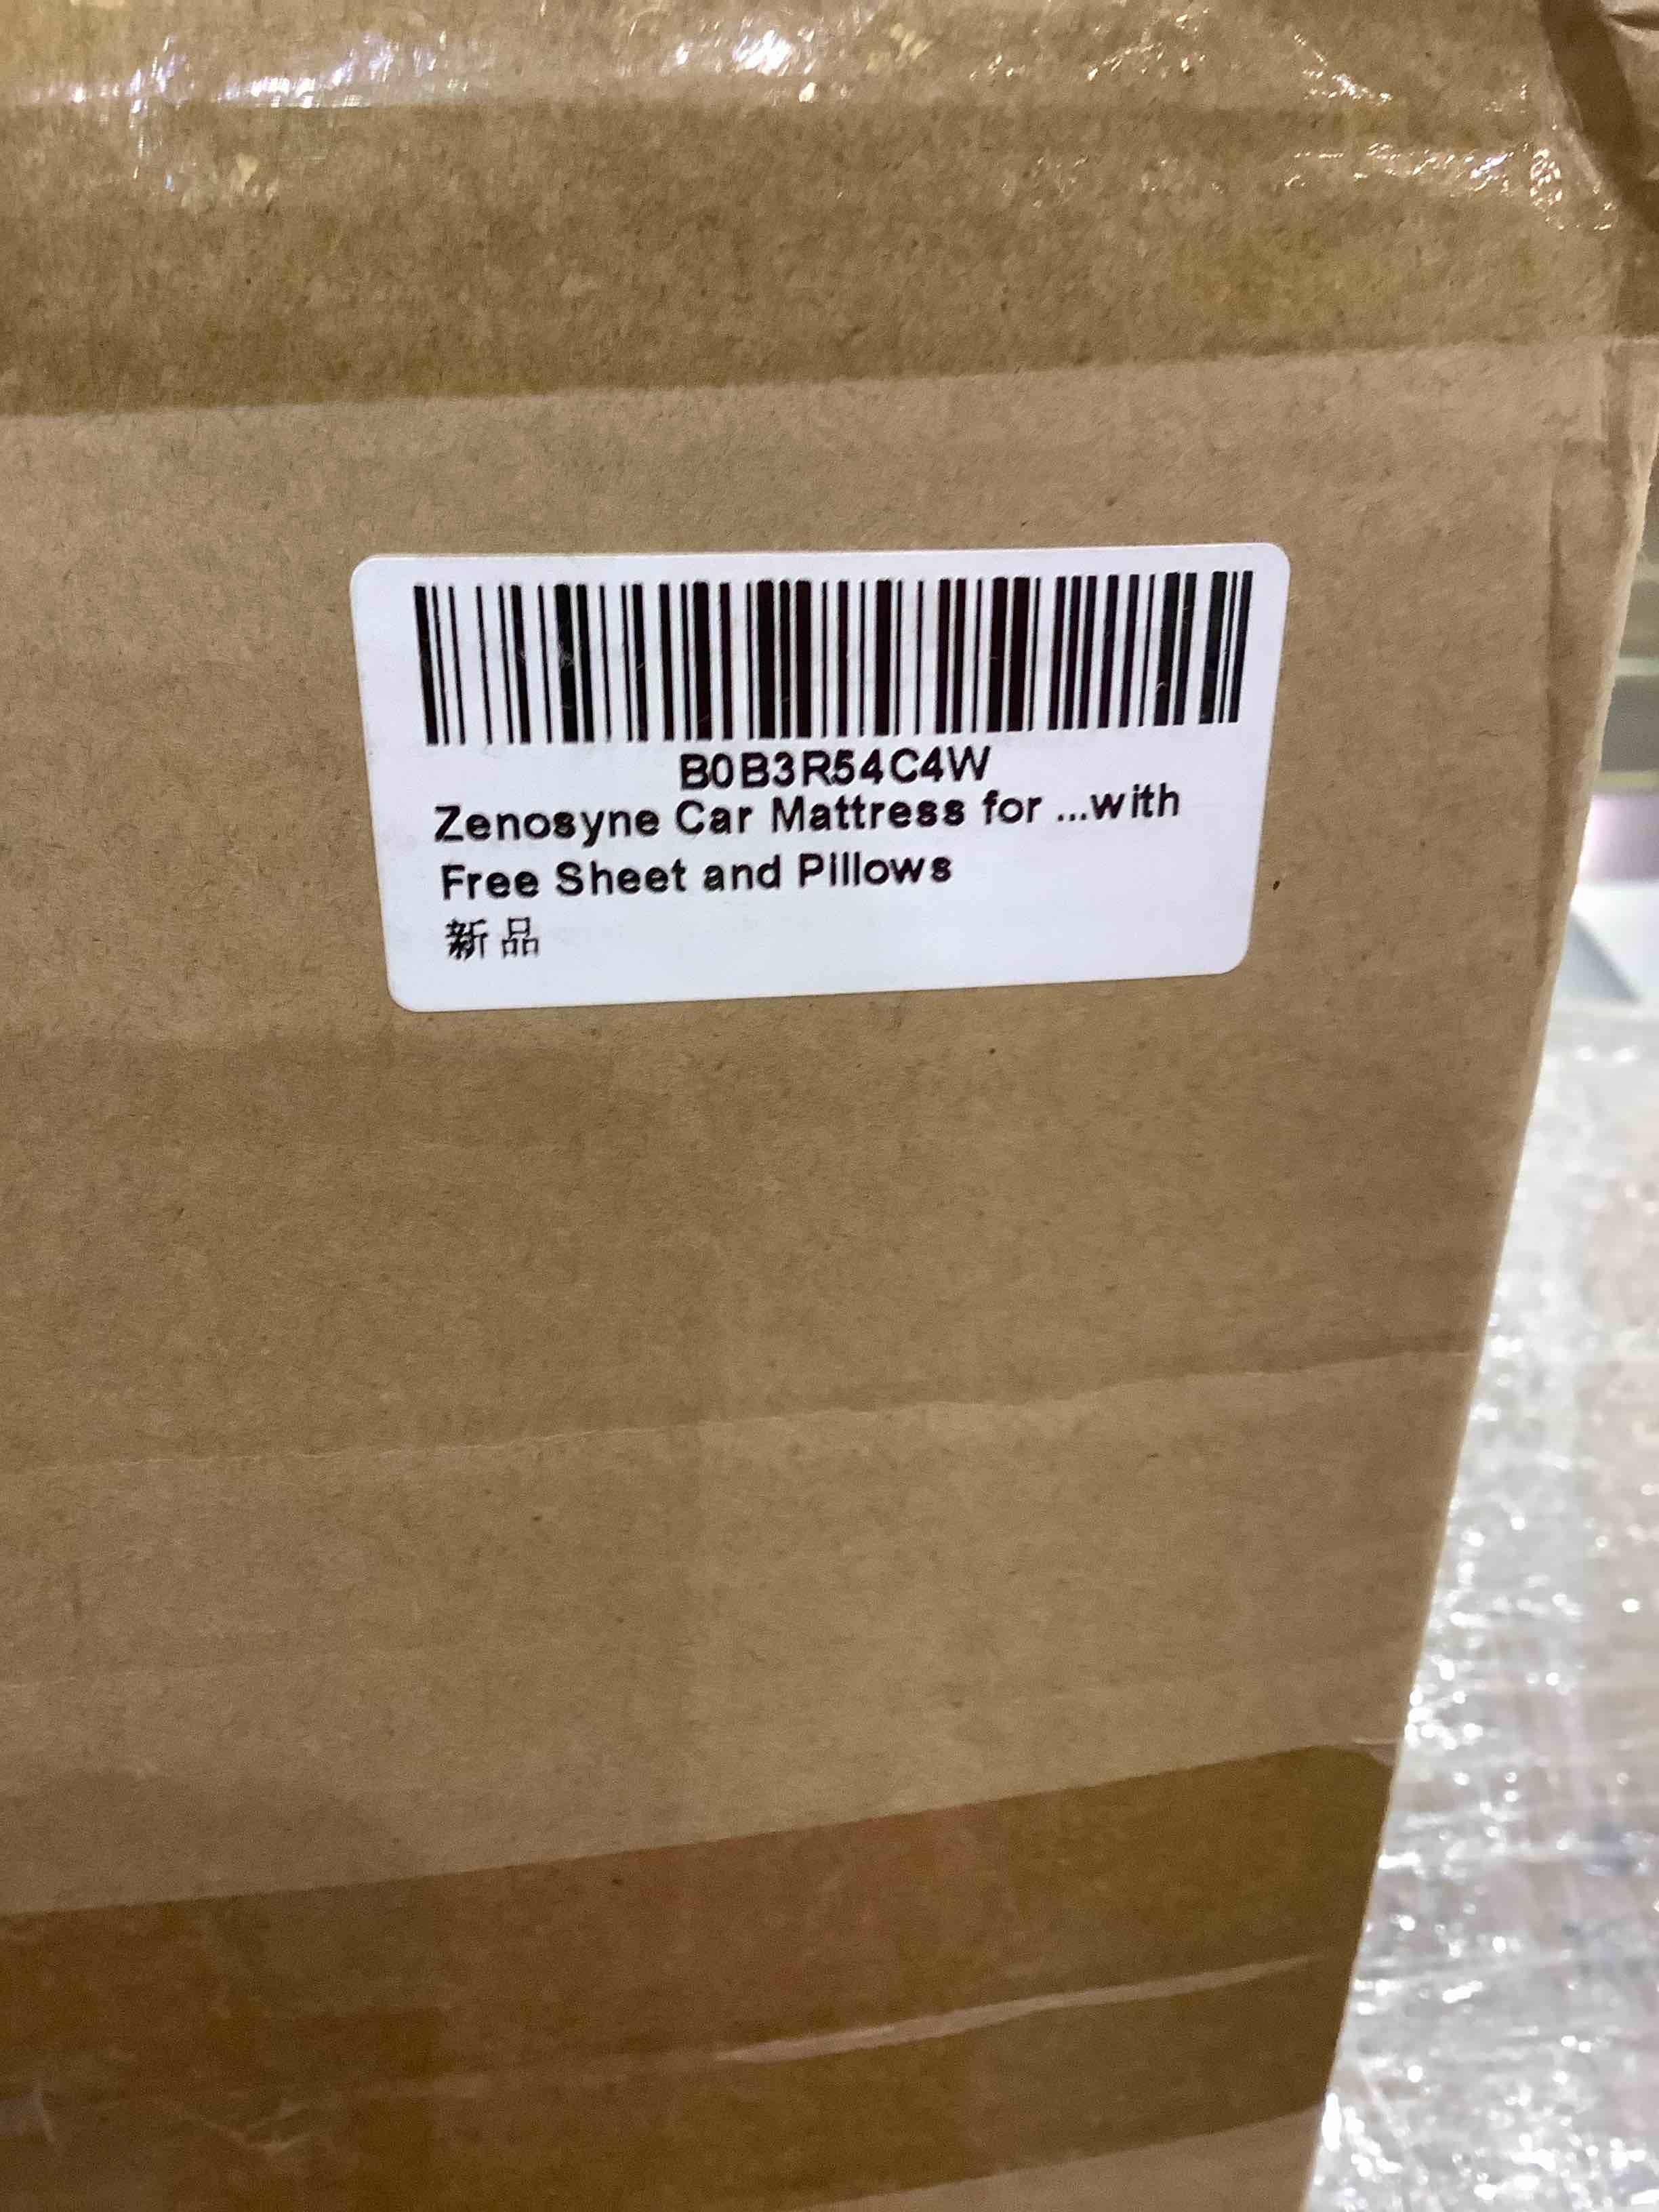 B0B3R54C4W
Zenosyne Car Mattress for ...with
Free Sheet and Pillows
新品